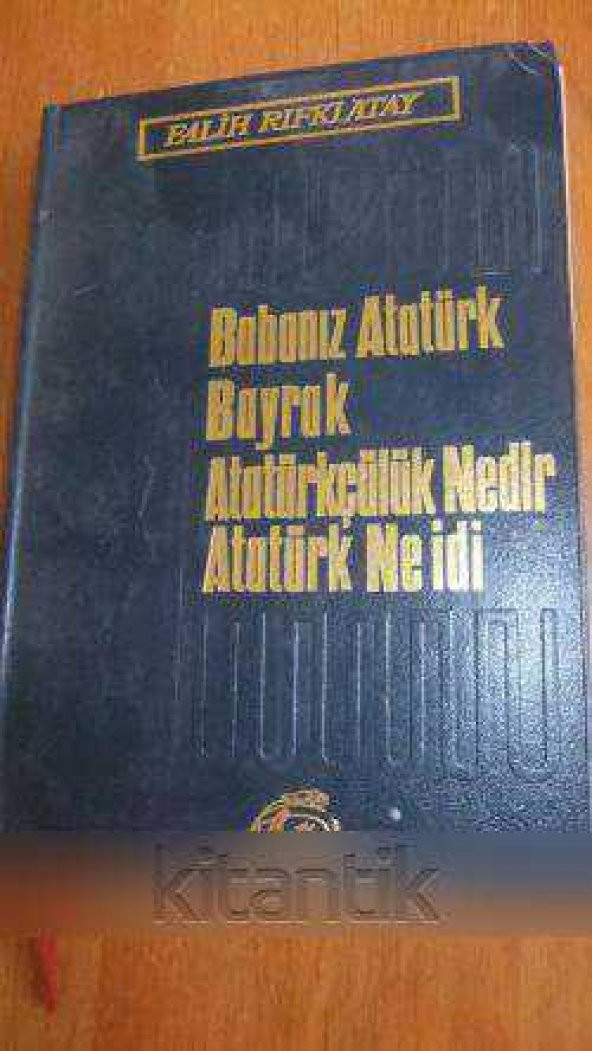 FALİH RIFKI ATAY
Babanız Atatürk
Bayrak
Atatürkçülük Nedir
Atatürk Ne idi
kitantik